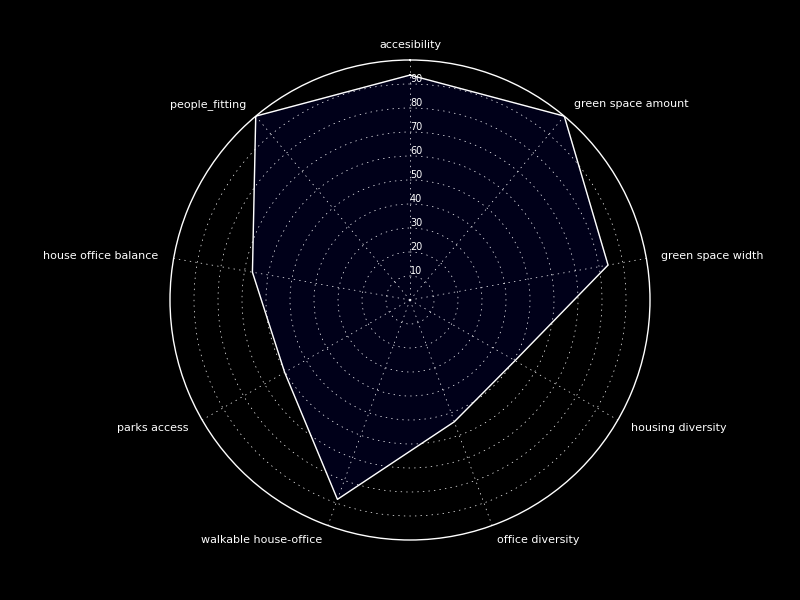 accesibility
people_fitting
green space amount
90
80
70
60
50
40
30
20
10
house office balance
green space width
parks access
housing diversity
walkable house-office
office diversity